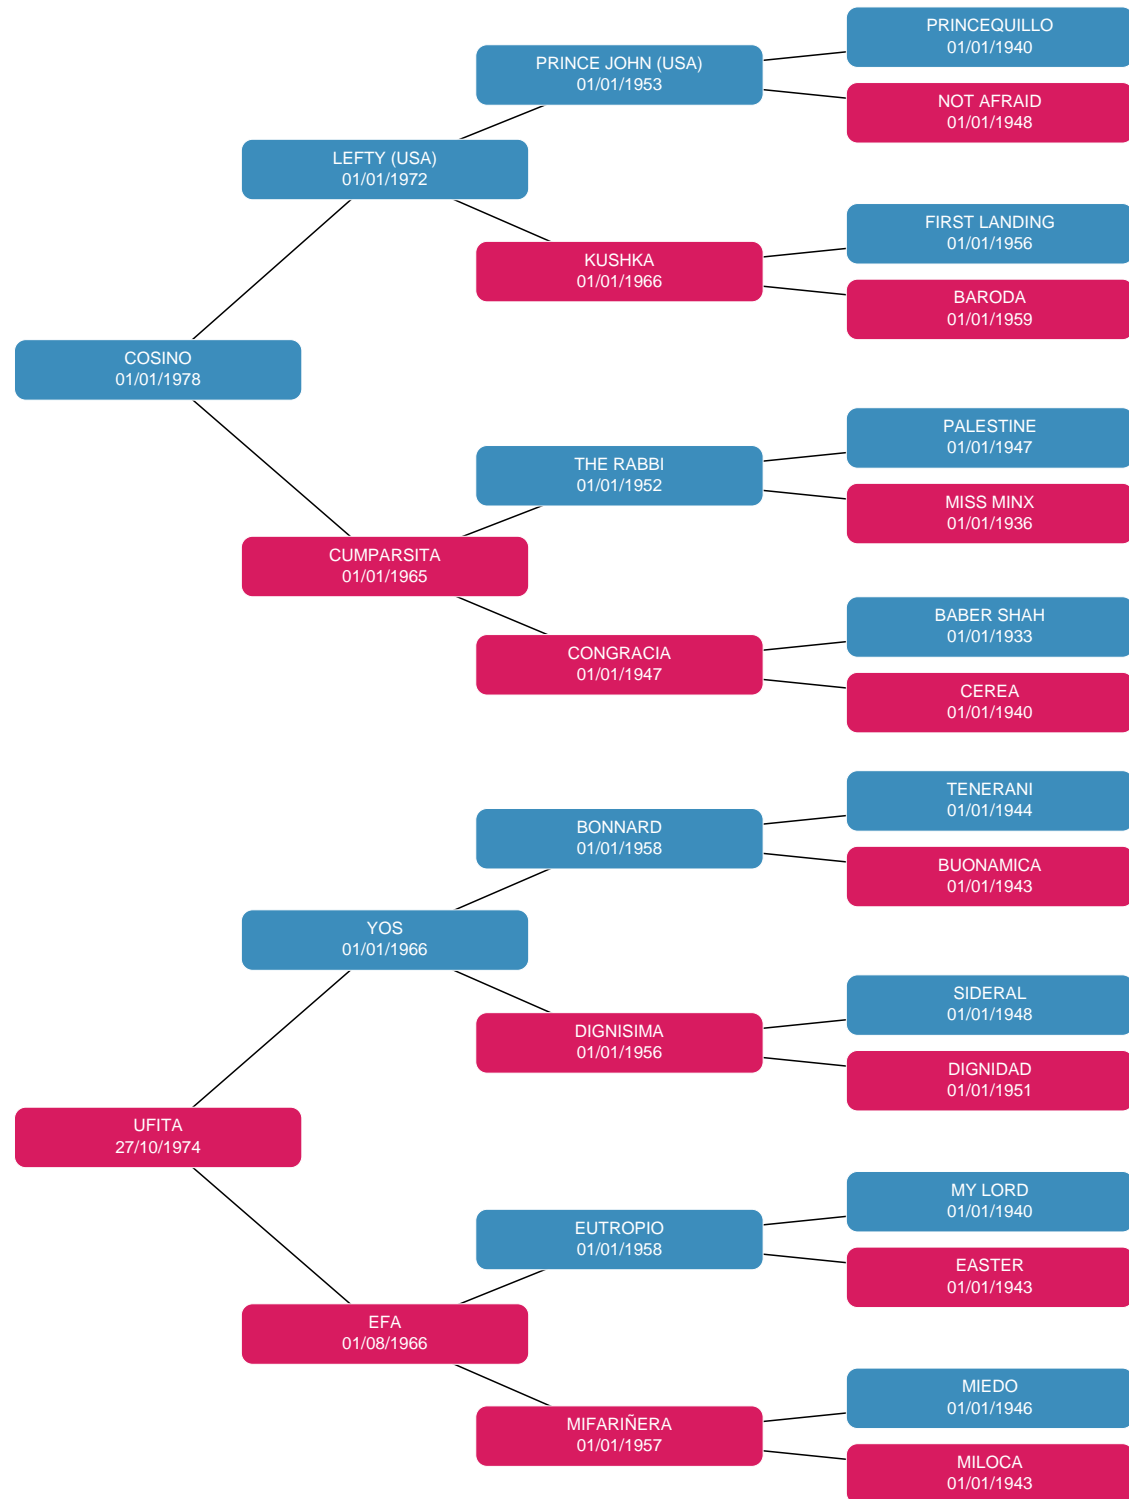 PRINCEQUILLO
01/01/1940
PRINCE JOHN (USA)
01/01/1953
NOT AFRAID
01/01/1948
LEFTY (USA)
01/01/1972
FIRST LANDING
01/01/1956
KUSHKA
01/01/1966
BARODA
01/01/1959
COSINO
01/01/1978
PALESTINE
01/01/1947
THE RABBI
01/01/1952
MISS MINX
01/01/1936
CUMPARSITA
01/01/1965
BABER SHAH
01/01/1933
CONGRACIA
01/01/1947
CEREA
01/01/1940
TENERANI
01/01/1944
BONNARD
01/01/1958
BUONAMICA
01/01/1943
YOS
01/01/1966
SIDERAL
01/01/1948
DIGNISIMA
01/01/1956
DIGNIDAD
01/01/1951
UFITA
27/10/1974
MY LORD
01/01/1940
EUTROPIO
01/01/1958
EASTER
01/01/1943
EFA
01/08/1966
MIEDO
01/01/1946
MIFARIÑERA
01/01/1957
MILOCA
01/01/1943